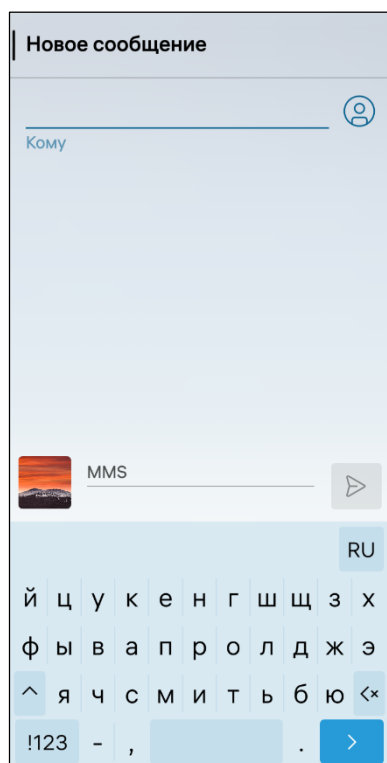 Новое сообщение
Кому
MMS
RU
й ц у к е н г ш щ з х
ф ы в а п р о л д ж э
я ч с м и т ь б ю
!123 - , .